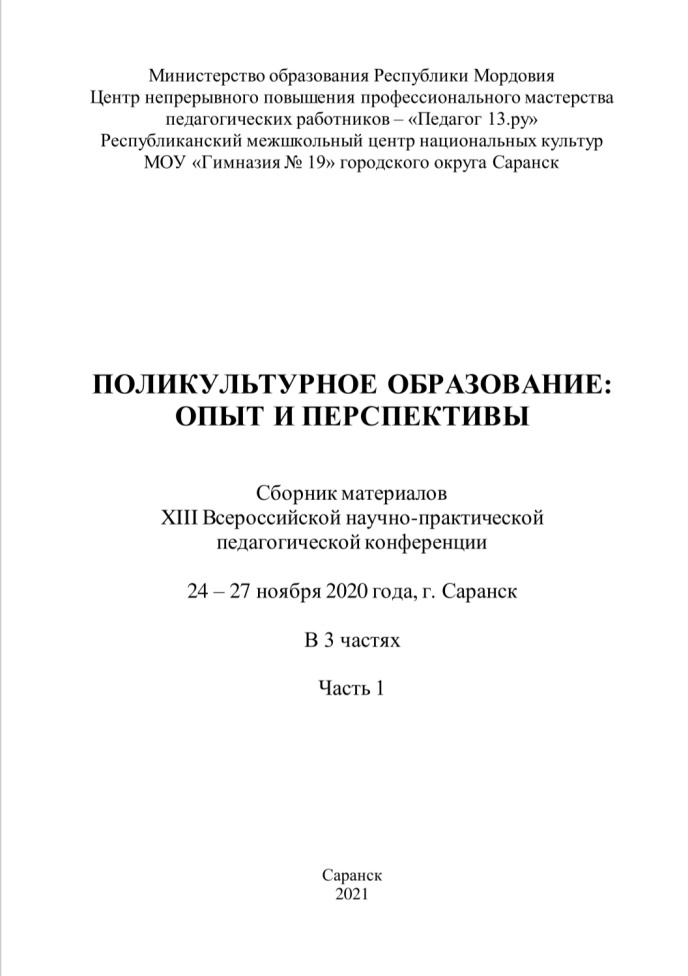 Министерство образования Республики Мордовия
Центр непрерывного повышения профессионального мастерства
педагогических работников – «Педагог 13.ру»
Республиканский межшкольный центр национальных культур
МОУ «Гимназия № 19» городского округа Саранск
ПОЛИКУЛЬТУРНОЕ ОБРАЗОВАНИЕ:
ОПЫТ И ПЕРСПЕКТИВЫ
Сборник материалов
XIII Всероссийской научно-практической
педагогической конференции
24 – 27 ноября 2020 года, г. Саранск
В 3 частях
Часть 1
Саранск
2021